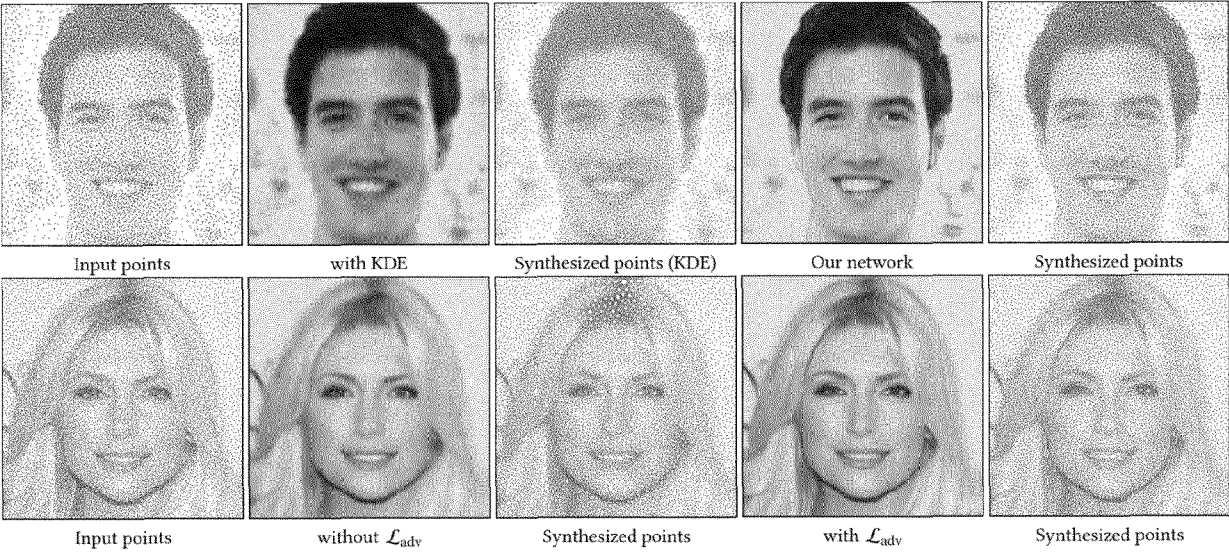 Input points with KDE Synthesized points (KDE) Our network Synthesized points
Input points without 𝓛adv Synthesized points with 𝓛adv Synthesized points